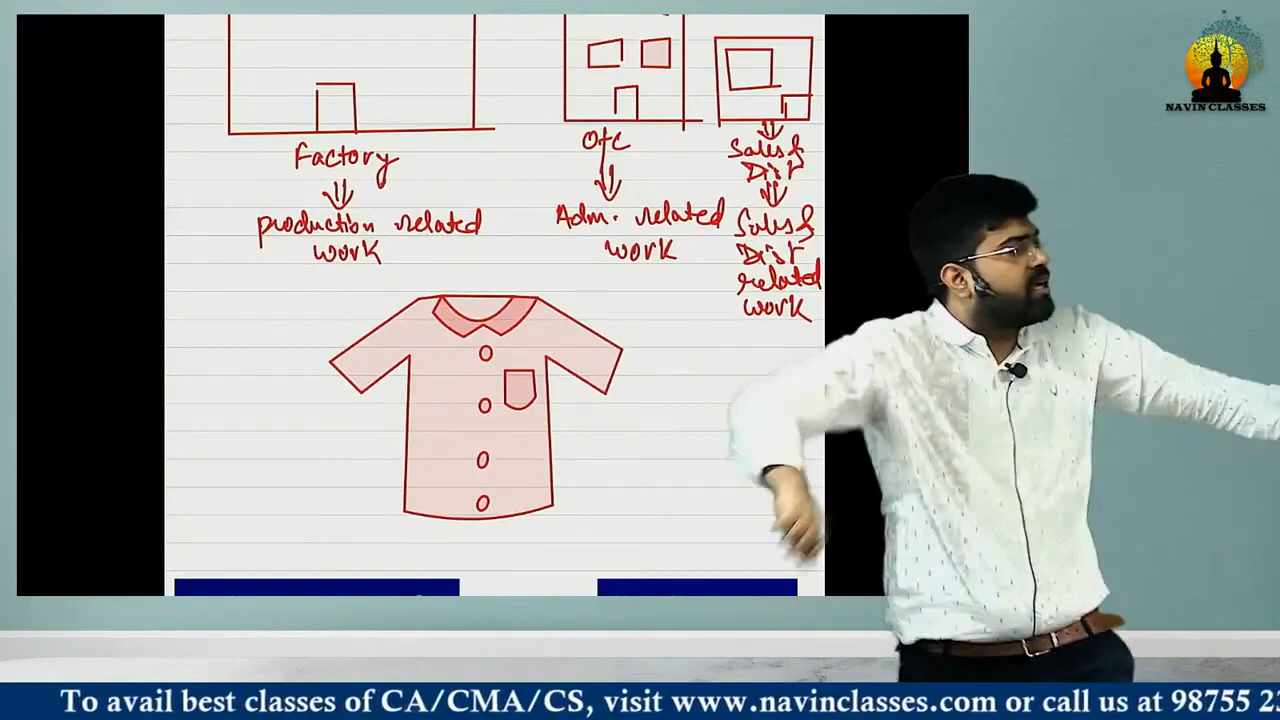 NAVIN CLASSES
Factory
production related
work
Ofc
Adm. related
work
Sales &
Dist
Sales &
Dist
related
work
To avail best classes of CA/CMA/CS, visit www.navinclasses.com or call us at 98755 2